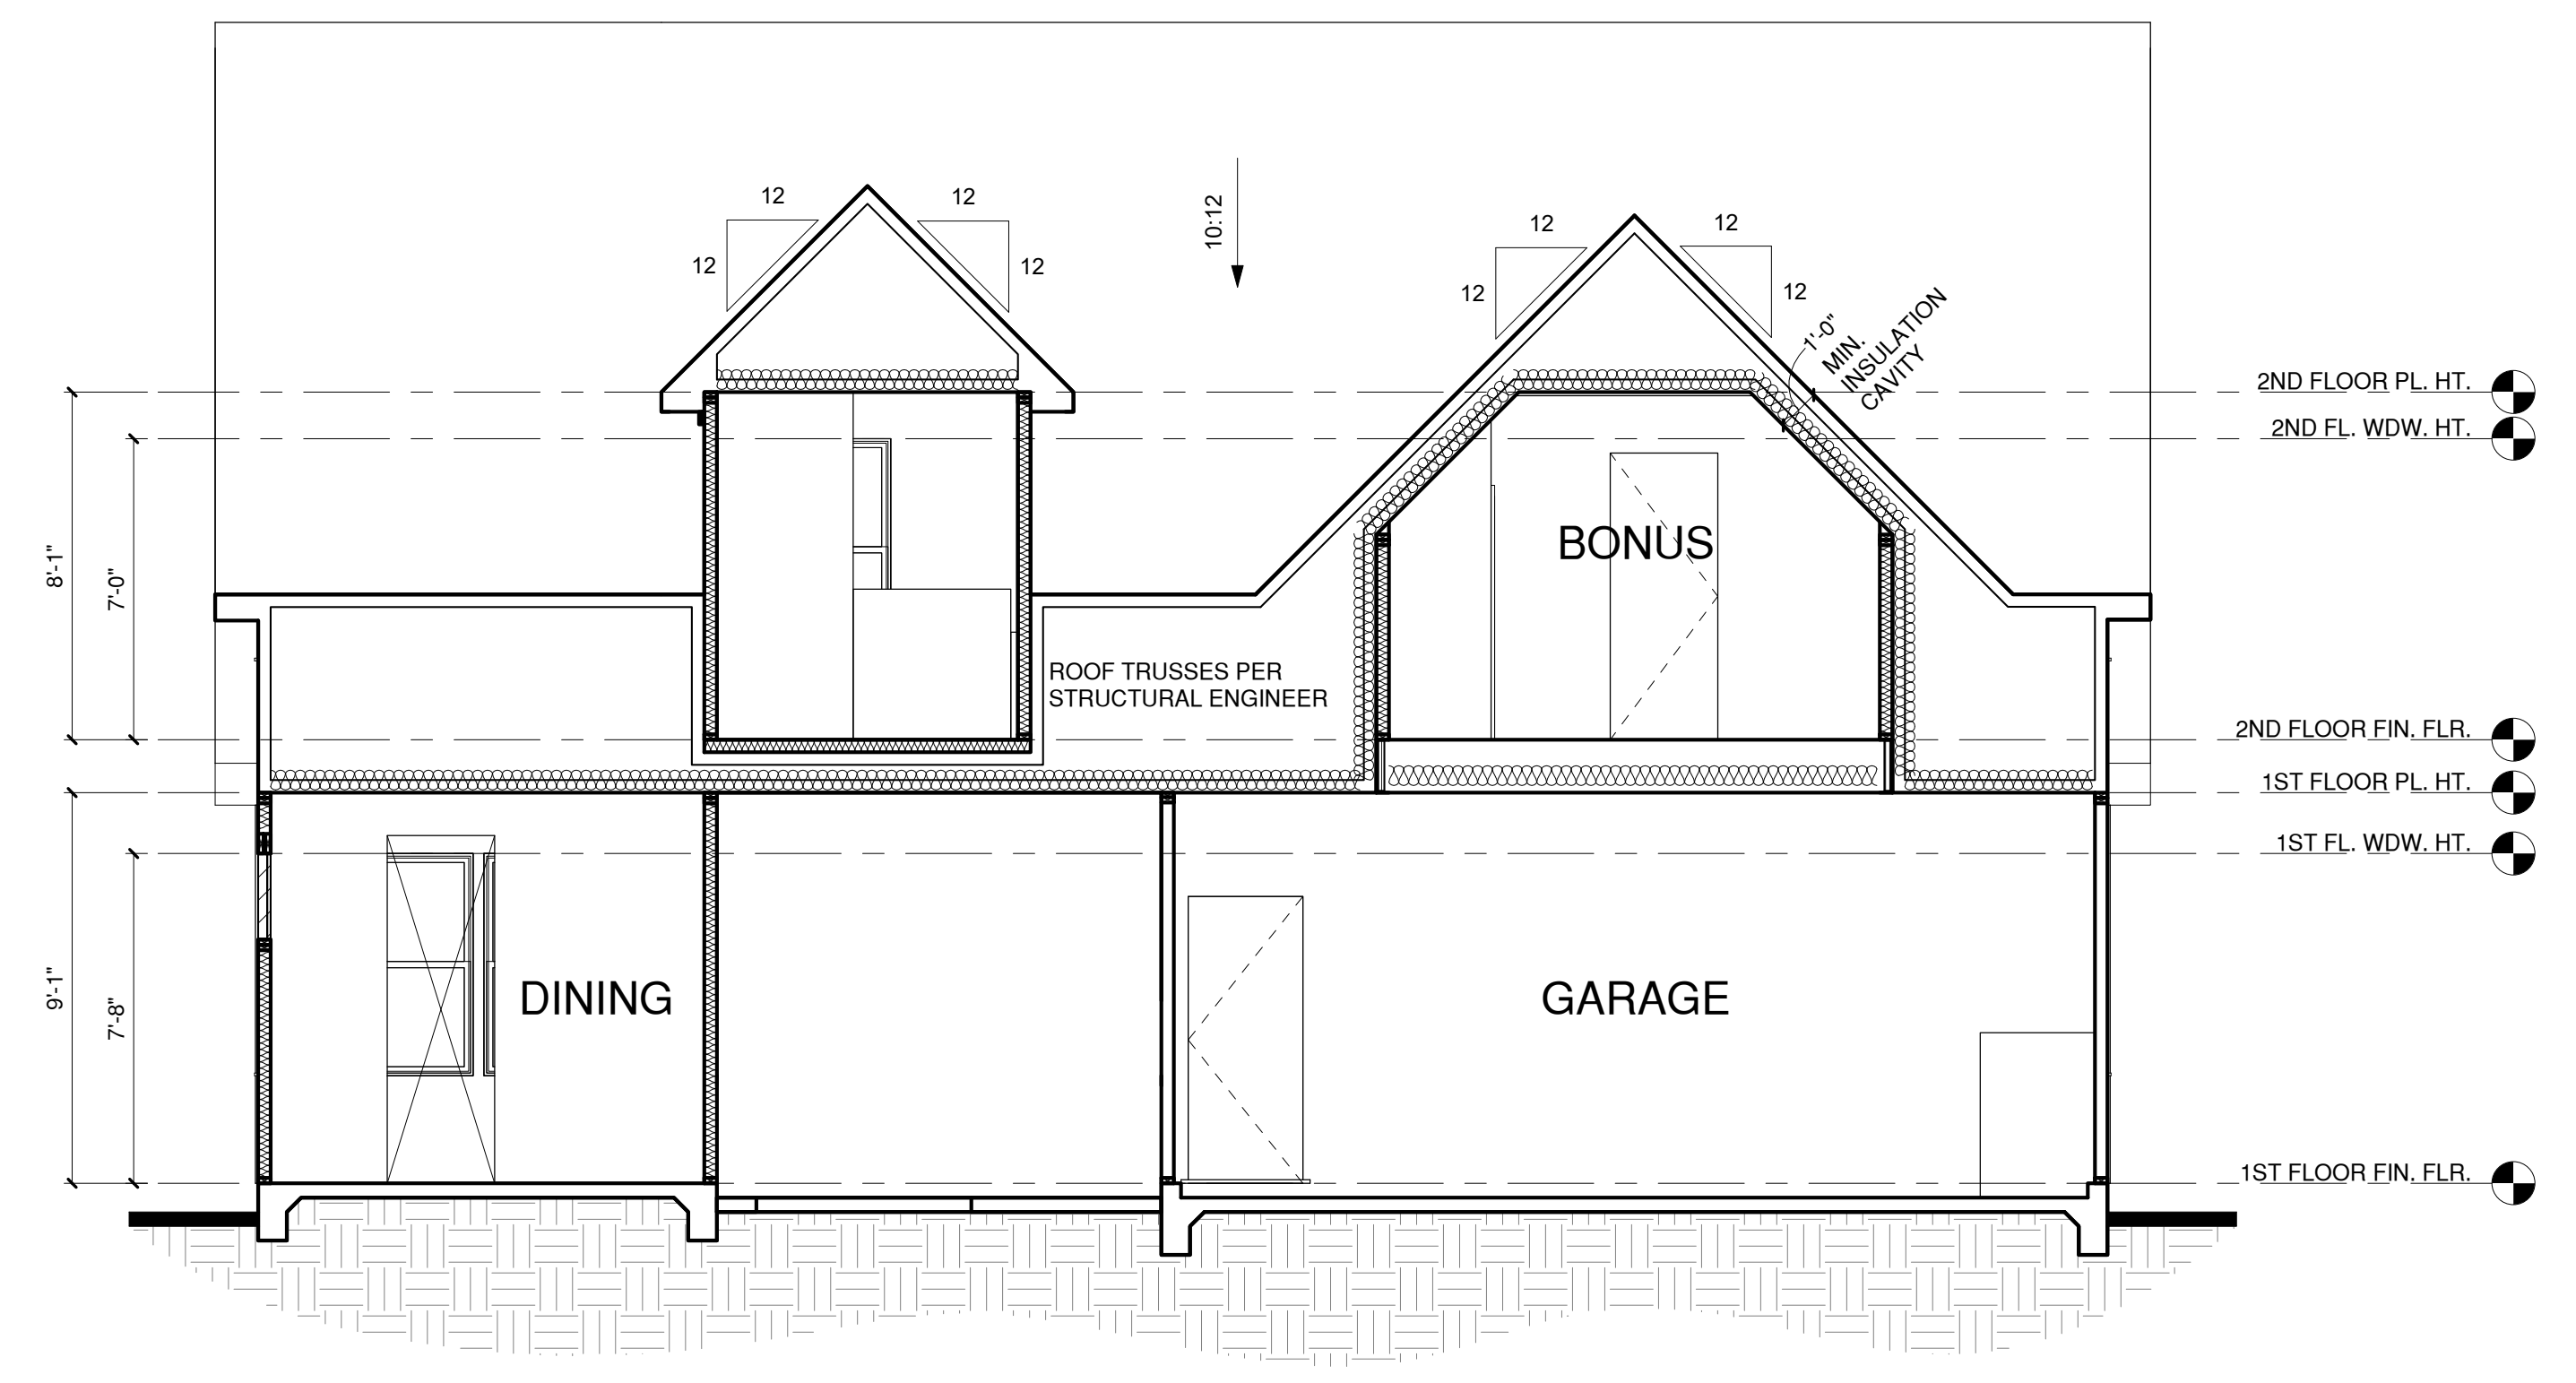 12
12
12
12
10:12
12
12
12
12
1'-0"
MIN.
INSULATION
CAVITY
2ND FLOOR PL. HT.
2ND FL. WDW. HT.
8'-1"
7'-0"
BONUS
ROOF TRUSSES PER
STRUCTURAL ENGINEER
2ND FLOOR FIN. FLR.
1ST FLOOR PL. HT.
1ST FL. WDW. HT.
9'-1"
7'-8"
DINING
GARAGE
1ST FLOOR FIN. FLR.